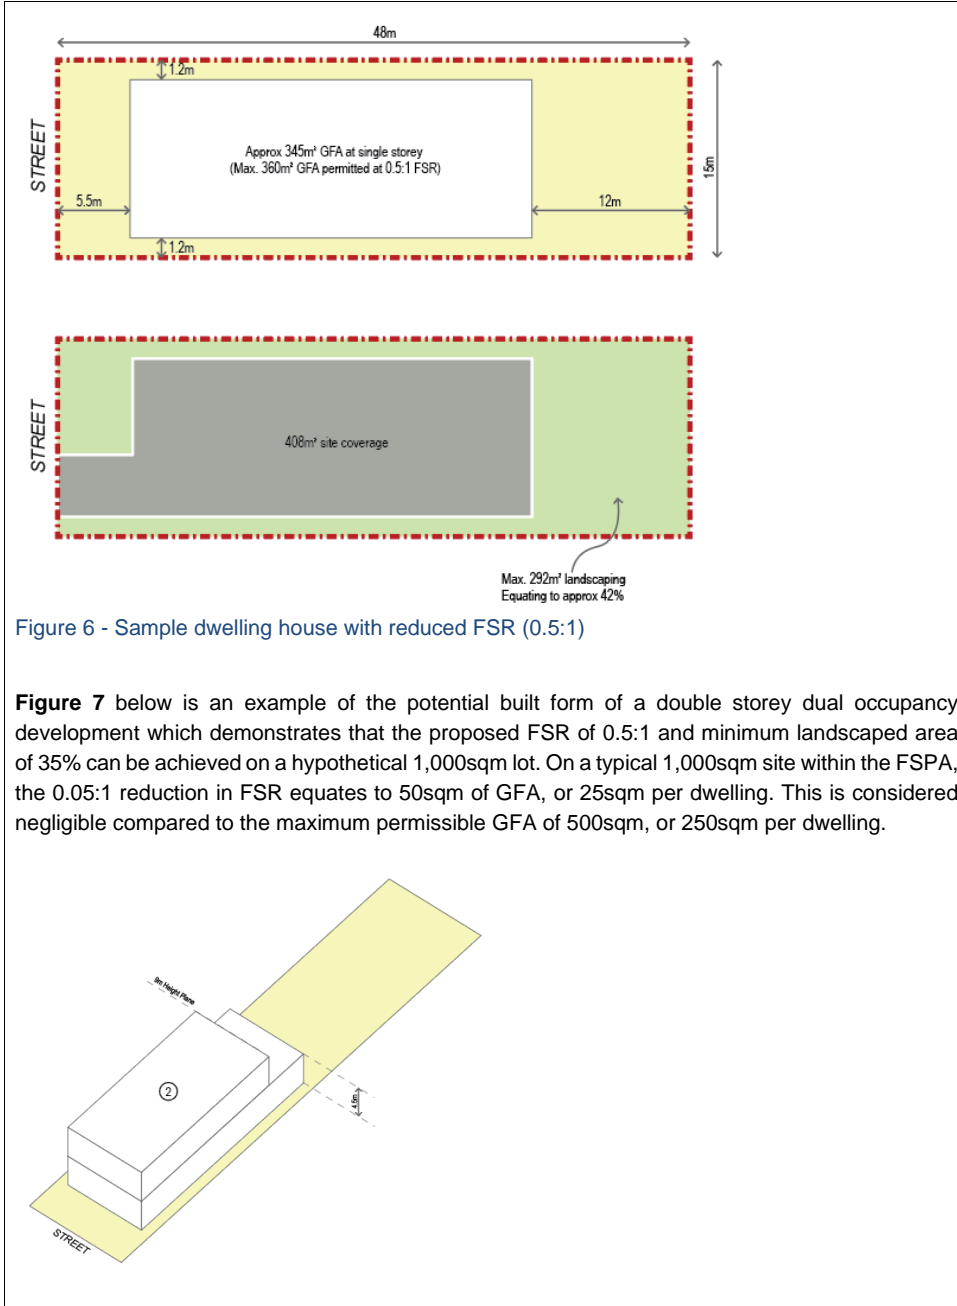 48m
1.2m
STREET
Approx 345m² GFA at single storey
(Max. 360m² GFA permitted at 0.5:1 FSR)
15m
5.5m
12m
1.2m
STREET
408m² site coverage
Max. 292m² landscaping
Equating to approx 42%
Figure 6 - Sample dwelling house with reduced FSR (0.5:1)
Figure 7 below is an example of the potential built form of a double storey dual occupancy
development which demonstrates that the proposed FSR of 0.5:1 and minimum landscaped area
of 35% can be achieved on a hypothetical 1,000sqm lot. On a typical 1,000sqm site within the FSPA,
the 0.05:1 reduction in FSR equates to 50sqm of GFA, or 25sqm per dwelling. This is considered
negligible compared to the maximum permissible GFA of 500sqm, or 250sqm per dwelling.
9m Height Plane
2
4.5m
STREET